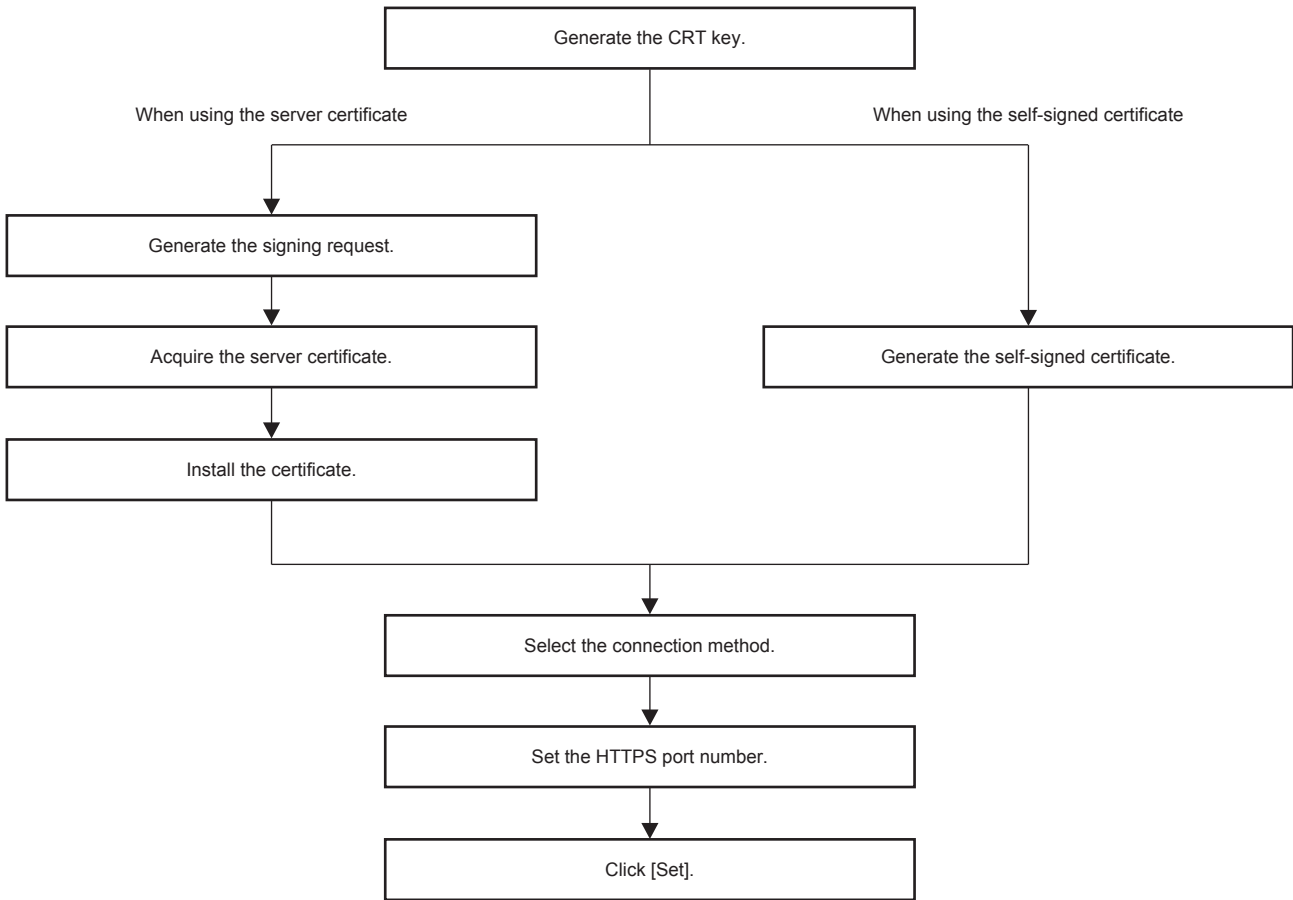 Generate the CRT key.
When using the server certificate
When using the self-signed certificate
Generate the signing request.
Acquire the server certificate.
Generate the self-signed certificate.
Install the certificate.
Select the connection method.
Set the HTTPS port number.
Click [Set].